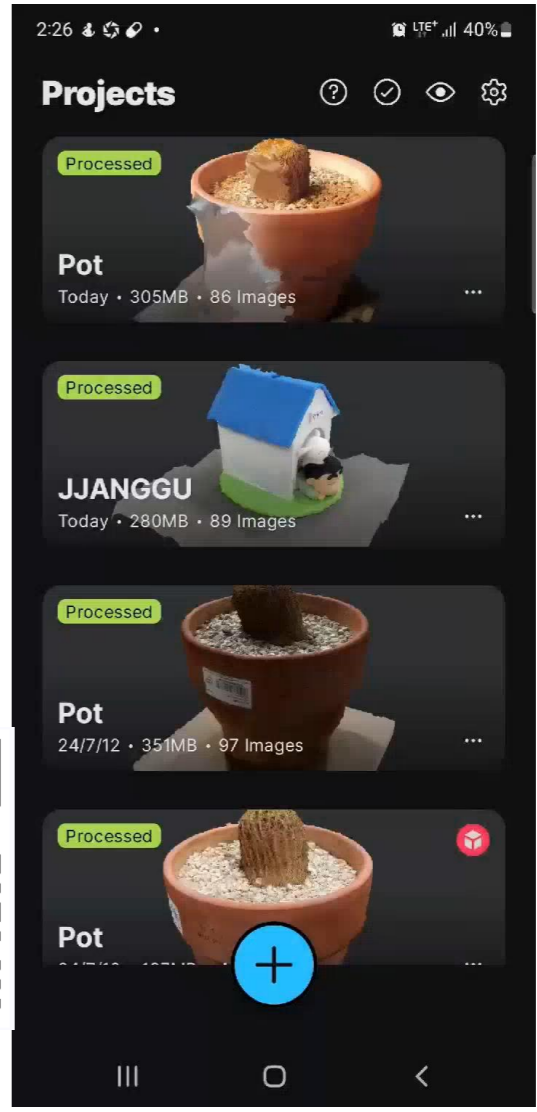 2:26 LTE+ 40%
Projects
Processed
Pot
Today • 305MB • 86 Images
Processed
JJANGGU
Today • 280MB • 89 Images
Processed
Pot
24/7/12 • 351MB • 97 Images
Processed
Pot